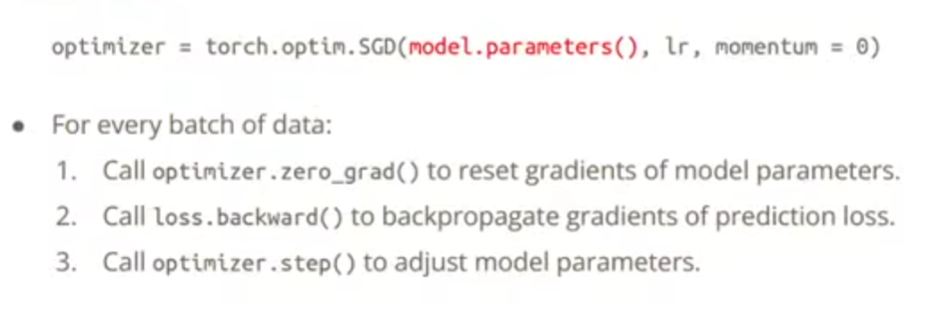 optimizer = torch.optim.SGD(model.parameters(), lr, momentum = 0)
● For every batch of data:
1. Call optimizer.zero_grad() to reset gradients of model parameters.
2. Call loss.backward() to backpropagate gradients of prediction loss.
3. Call optimizer.step() to adjust model parameters.